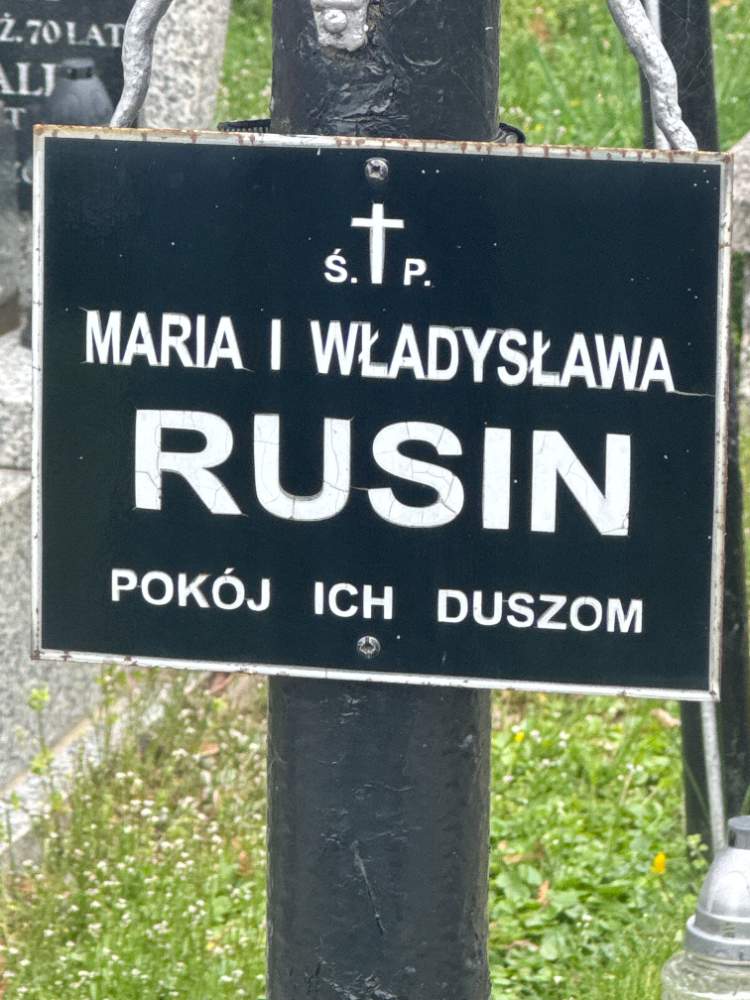 Ż. 70 LAT
Ś. P.
MARIA I WŁADYSŁAWA
RUSIN
POKÓJ ICH DUSZOM